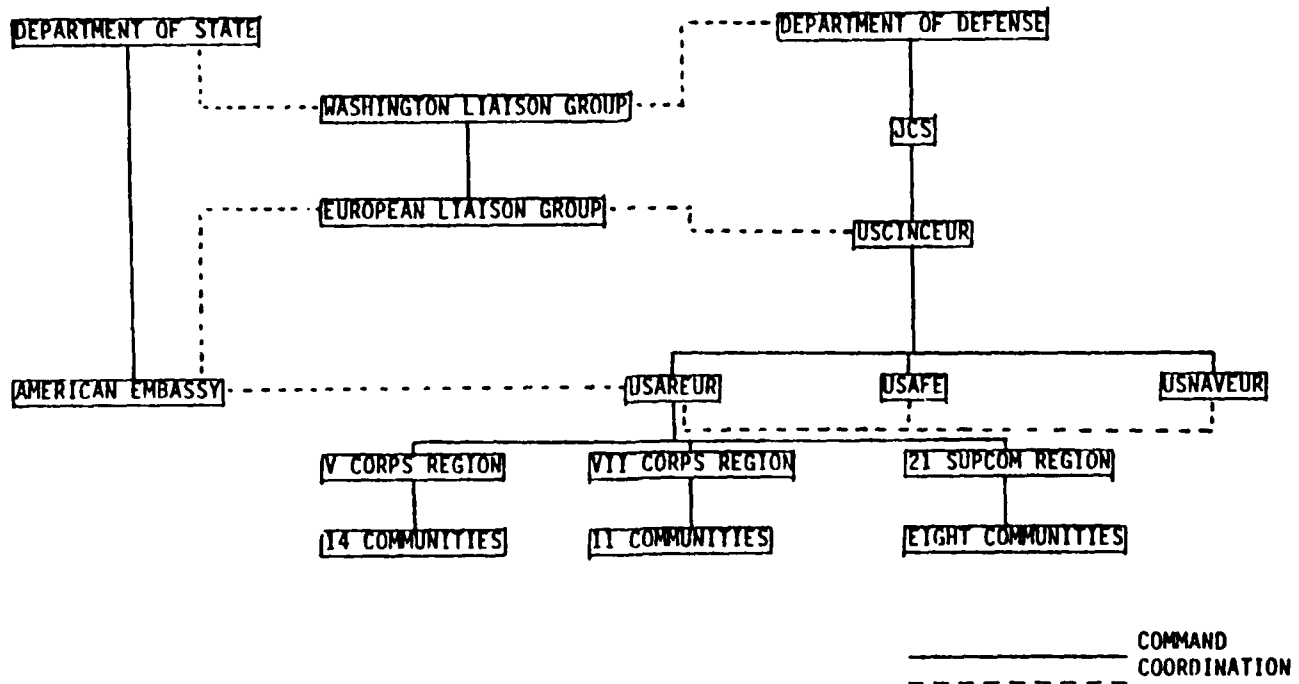 DEPARTMENT OF STATE
DEPARTMENT OF DEFENSE
WASHINGTON LIAISON GROUP
JCS
EUROPEAN LIAISON GROUP
USCINCEUR
AMERICAN EMBASSY
USAREUR
USAFE
USNAVEUR
V CORPS REGION
VII CORPS REGION
21 SUPCOM REGION
14 COMMUNITIES
11 COMMUNITIES
EIGHT COMMUNITIES
COMMAND
COORDINATION